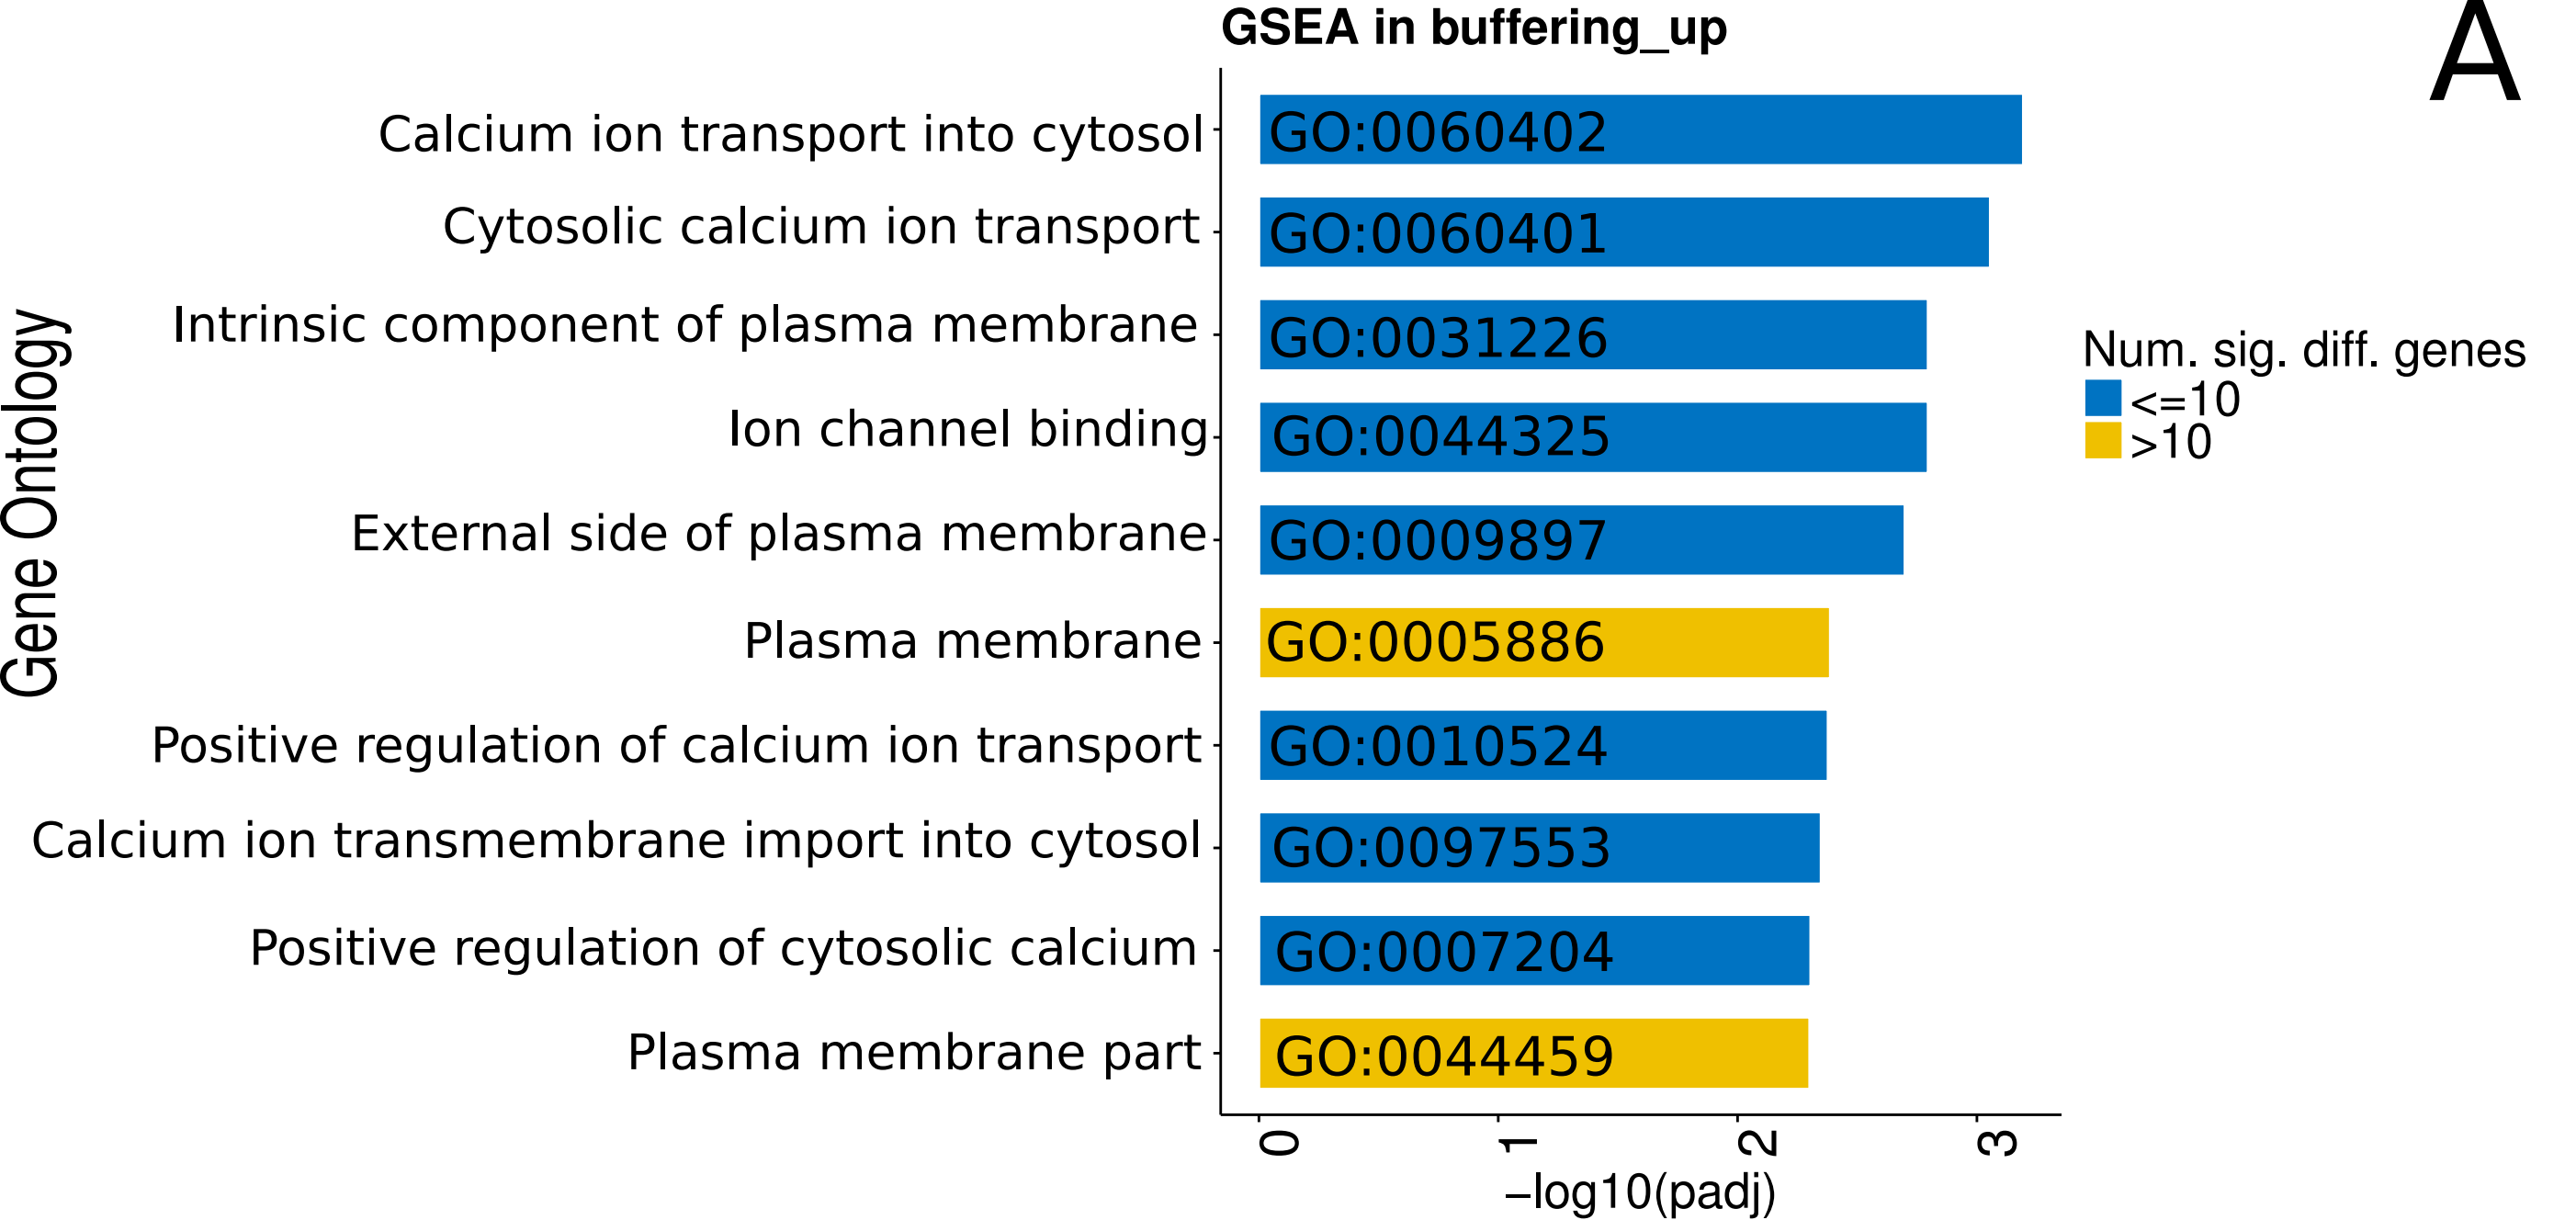 GSEA in buffering_up
A
Gene Ontology
Calcium ion transport into cytosol GO:0060402
Cytosolic calcium ion transport GO:0060401
Intrinsic component of plasma membrane GO:0031226
Ion channel binding GO:0044325
External side of plasma membrane GO:0009897
Plasma membrane GO:0005886
Positive regulation of calcium ion transport GO:0010524
Calcium ion transmembrane import into cytosol GO:0097553
Positive regulation of cytosolic calcium GO:0007204
Plasma membrane part GO:0044459
0 1 2 3
−log10(padj)
Num. sig. diff. genes
<=10
>10